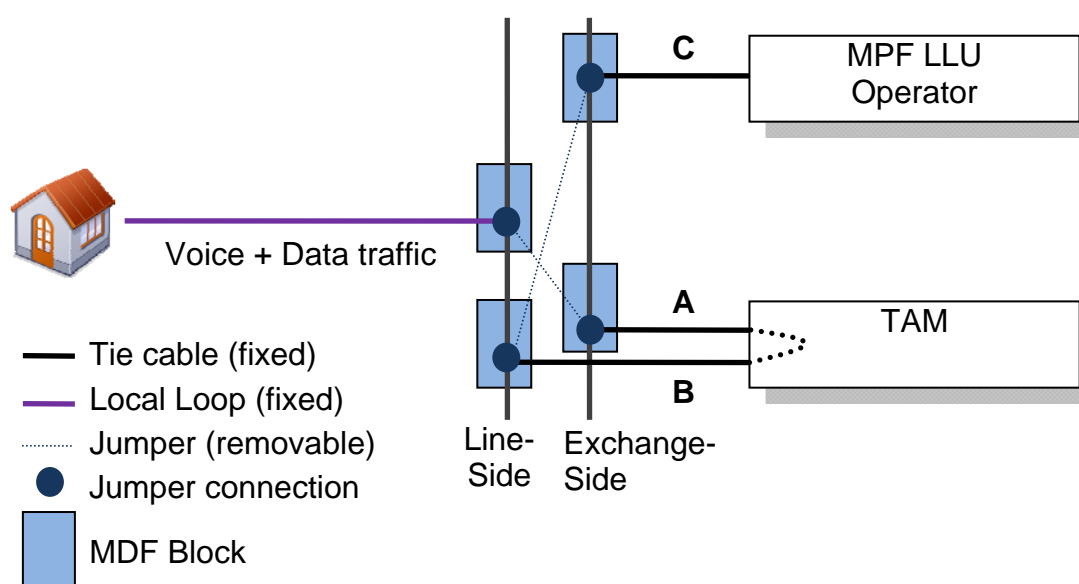 C
MPF LLU
Operator
Voice + Data traffic
A
TAM
B
Tie cable (fixed)
Local Loop (fixed)
Jumper (removable)
Jumper connection
MDF Block
Line-
Side
Exchange-
Side